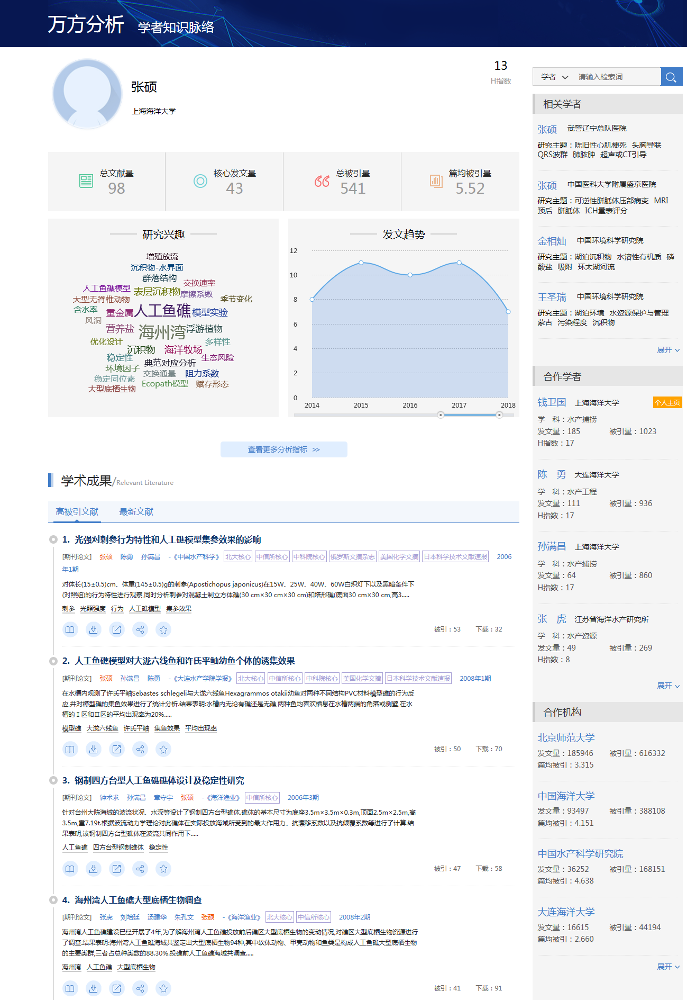 万方分析 学者知识脉络
张硕
上海海洋大学
13
H指数
总文献量
98
核心发文量
43
总被引量
541
篇均被引量
5.52
研究兴趣
增殖放流
沉积物-水界面
群落结构
交换速率
人工鱼礁模型
表层沉积物
摩擦系数
大型无脊椎动物
季节变化
含水率
重金属
人工鱼礁
模型实验
风洞
营养盐
海州湾
浮游植物
优化设计
多样性
沉积物
海洋牧场
稳定性
生态风险
典范对应分析
环境因子
交换通量
阻力系数
稳定同位素
Ecopath模型
赋存形态
大型底栖生物
发文趋势
12
10
8
6
4
2
0
2014 2015 2016 2017 2018
查看更多分析指标 >>
学术成果/Relevant Literature
高被引文献 最新文献
1. 光强对刺参行为特性和人工礁模型集参效果的影响
[期刊论文] 张硕 陈勇 孙满昌 -《中国水产科学》 北大核心 中信所核心 中科院核心 俄罗斯文摘杂志 美国化学文摘 日本科学技术文献速报 2006
年1期
对体长(15±0.5)cm、体重(145±0.5)g的刺参(Apostichopus japonicus)在15W、25W、40W、60W白炽灯下以及黑暗条件下
(对照组)的行为特性进行观察,同时分析刺参对混凝土制立方体礁(30 cm×30 cm×30 cm)和塔形礁(底面30 cm×30 cm,高3.....
刺参 光照强度 行为 人工礁模型 集参效果
被引：53 下载：32
2. 人工鱼礁模型对大泷六线鱼和许氏平鲉幼鱼个体的诱集效果
[期刊论文] 张硕 孙满昌 陈勇 -《大连水产学院学报》 北大核心 中信所核心 中科院核心 美国化学文摘 日本科学技术文献速报 2008年1期
在水槽内观测了许氏平鲉Sebastes schlegeli与大泷六线鱼Hexagrammos otakii幼鱼对两种不同结构PVC材料模型礁的行为反
应,并对模型礁的集鱼效果进行了统计分析.结果表明:水槽内无论有礁还是无礁,两种鱼均喜欢栖息在水槽两端的角落或侧壁,在水
槽的Ⅰ区和Ⅱ区的平均出现率为20%.....
模型礁 大泷六线鱼 许氏平鲉 集鱼效果 平均出现率
被引：50 下载：70
3. 钢制四方台型人工鱼礁礁体设计及稳定性研究
[期刊论文] 钟术求 孙满昌 章守宇 张硕 -《海洋渔业》 中信所核心 2006年3期
针对台州大陈海域的波流状况、水深等设计了钢制四方台型礁体.礁体的基本尺寸为底座3.5m×3.5m×0.3m,顶面2.5m×2.5m,高
3.5m,重7.19t.根据波流动力学理论对此礁体在实际投放海域所受到的最大作用力、抗漂移系数以及抗倾覆系数等进行了计算.结
果表明,该钢制四方台型礁体在波流共同作用下.....
人工鱼礁 四方台型钢制礁体 稳定性
被引：47 下载：58
4. 海州湾人工鱼礁大型底栖生物调查
[期刊论文] 张虎 刘培廷 汤建华 朱孔文 张硕 -《海洋渔业》 北大核心 中信所核心 2008年2期
海州湾人工鱼礁建设已经开展了4年,为了解海州湾人工鱼礁投放前后礁区大型底栖生物的变动情况,对礁区大型底栖生物资源进行
了调查.结果表明:海州湾人工鱼礁海域共鉴定出大型底栖生物94种,其中软体动物、甲壳动物和鱼类是构成人工鱼礁大型底栖生物
的主要类群,三者占总种类数的88.30%.投礁前人工鱼礁海域共调查.....
海州湾 人工鱼礁 大型底栖生物
被引：41 下载：91
学者 请输入检索词
相关学者
张硕 武警辽宁总队医院
研究主题：陈旧性心肌梗死 头胸导联
QRS波群 肺脓肿 超声或CT引导
张硕 中国医科大学附属盛京医院
研究主题：可逆性胼胝体压部病变 MRI
预后 胼胝体 ICH量表评分
金相灿 中国环境科学研究院
研究主题：湖泊沉积物 水溶性有机质 磷
酸盐 吸附 环太湖河流
王圣瑞 中国环境科学研究院
研究主题：湖泊环境 水资源保护与管理
蒙古 污染程度 沉积物
展开
合作学者
钱卫国 上海海洋大学 个人主页
学 科：水产捕捞
发文量：185 被引量：1023
H指数：17
陈 勇 大连海洋大学
学 科：水产工程
发文量：111 被引量：936
H指数：17
孙满昌 上海海洋大学
学 科：水产捕捞
发文量：64 被引量：860
H指数：17
张 虎 江苏省海洋水产研究所
学 科：水产资源
发文量：49 被引量：269
H指数：8
展开
合作机构
北京师范大学
发文量：185946 被引量：616332
篇均被引：3.315
中国海洋大学
发文量：93497 被引量：388108
篇均被引：4.151
中国水产科学研究院
发文量：36252 被引量：168151
篇均被引：4.638
大连海洋大学
发文量：16615 被引量：44194
篇均被引：2.660
展开